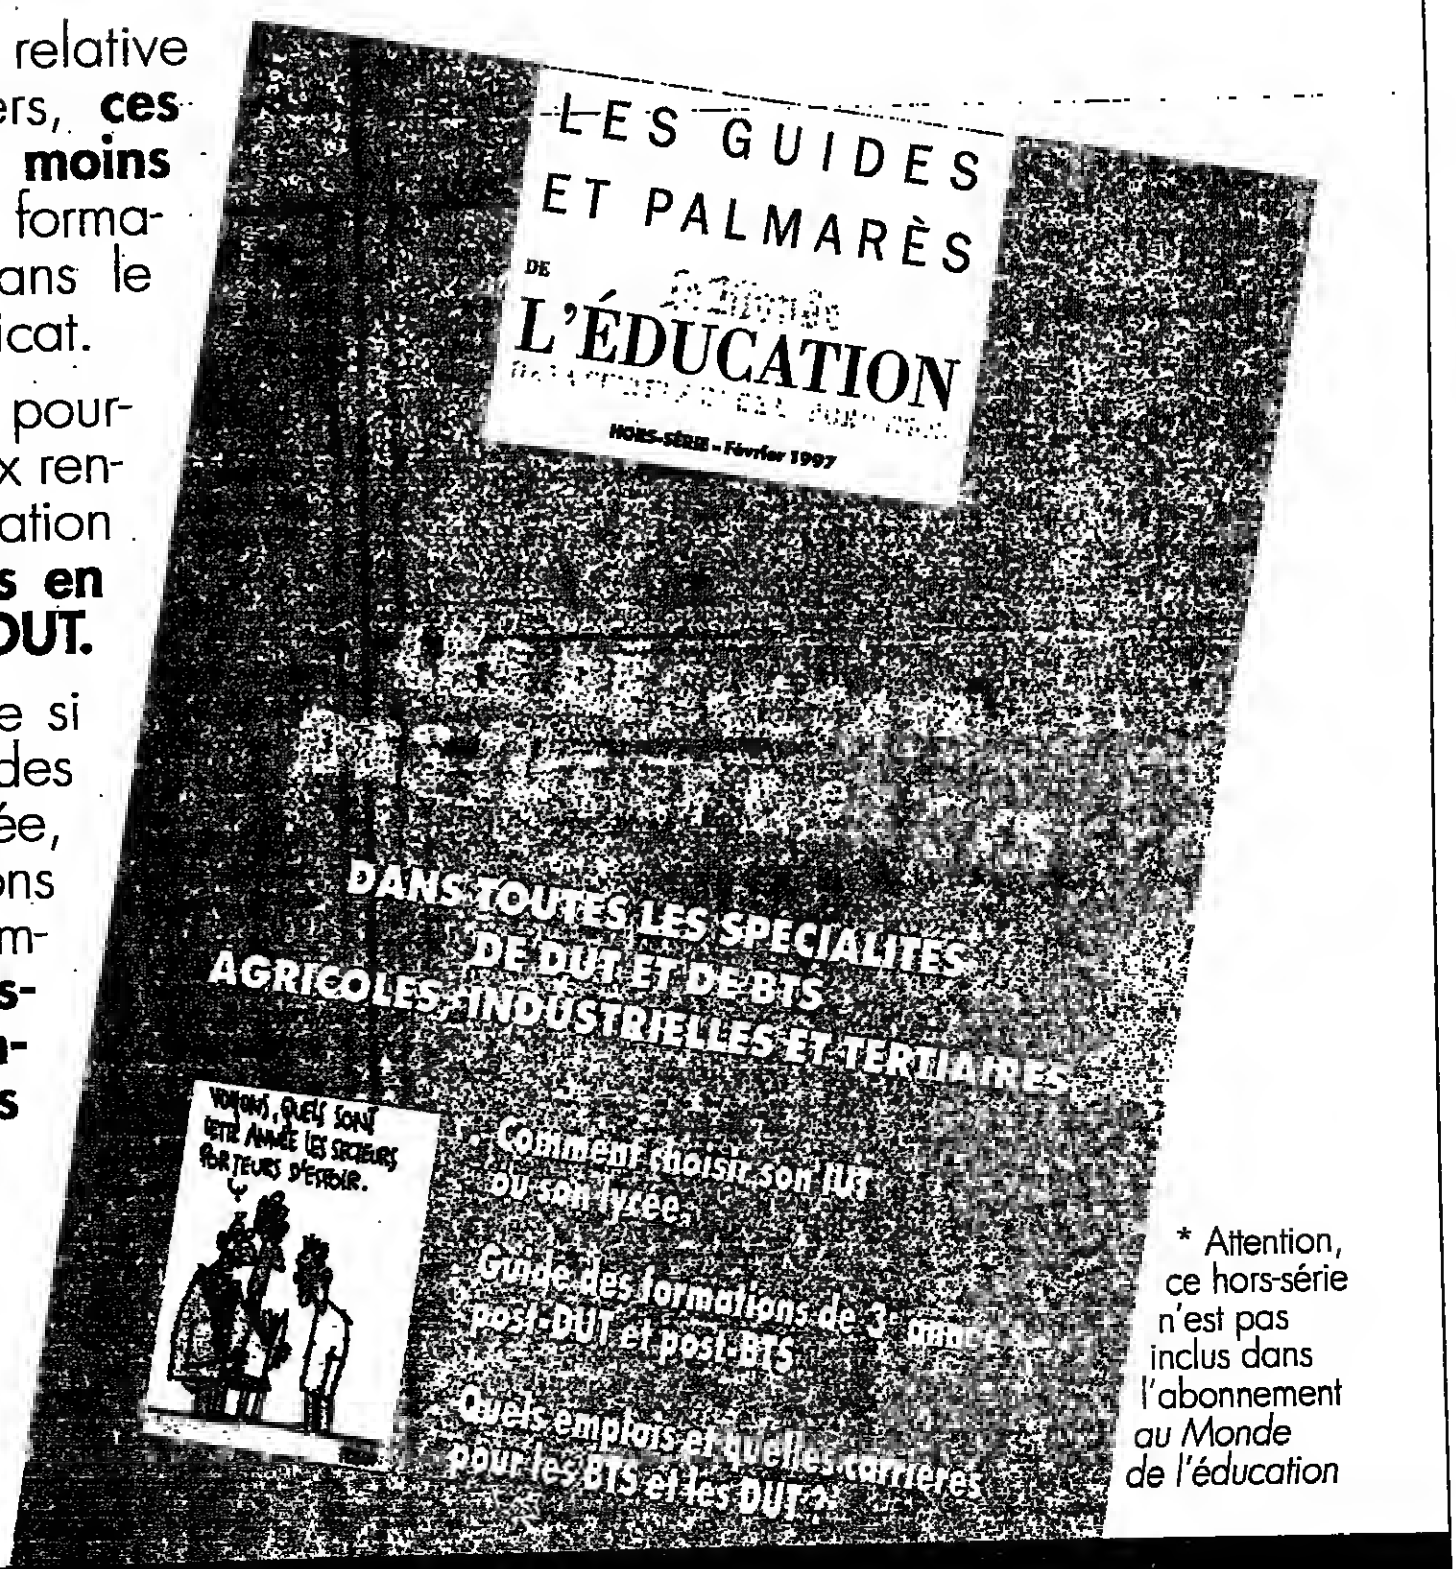 relative
ers, ces
moins
forma-
ans le
icat.
pour-
x ren-
ation
s en
DUT.
e si
des
ée,
ons
m-
s-
n-
s
LES GUIDES
ET PALMARÈS
DE
Le Monde
L'ÉDUCATION
HORS-SÉRIE – Février 1997
DANS TOUTES LES SPÉCIALITÉS
DE DUT ET DE BTS
AGRICOLES, INDUSTRIELLES ET TERTIAIRES
VOYONS, QUELS SONT
CETTE ANNÉE LES SECTEURS
PORTEURS D'ESPOIR.
Comment choisir son IUT
ou son lycée
Guide des formations de 3e année
post-DUT et post-BTS
Quels emplois et quelles carrières
pour les BTS et les DUT ?
* Attention,
ce hors-série
n'est pas
inclus dans
l'abonnement
au Monde
de l'éducation